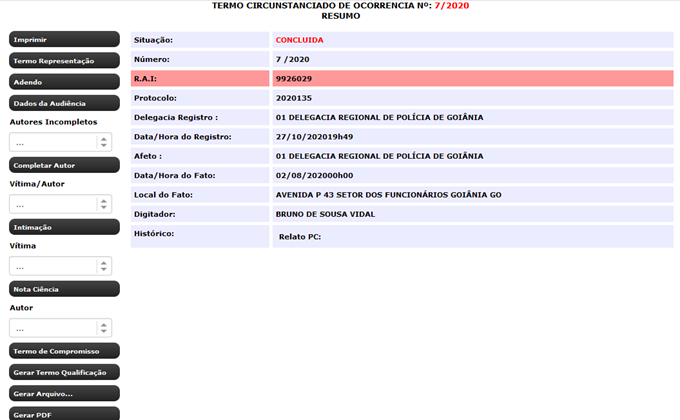 TERMO CIRCUNSTANCIADO DE OCORRENCIA Nº: 7/2020
RESUMO
Imprimir
Termo Representação
Adendo
Dados da Audiência
Autores Incompletos
...
Completar Autor
Vítima/Autor
...
Intimação
Vítima
...
Nota Ciência
Autor
...
Termo de Compromisso
Gerar Termo Qualificação
Gerar Arquivo...
Gerar PDF
Situação: CONCLUIDA
Número: 7 /2020
R.A.I: 9926029
Protocolo: 2020135
Delegacia Registro : 01 DELEGACIA REGIONAL DE POLÍCIA DE GOIÂNIA
Data/Hora do Registro: 27/10/202019h49
Afeto : 01 DELEGACIA REGIONAL DE POLÍCIA DE GOIÂNIA
Data/Hora do Fato: 02/08/202000h00
Local do Fato: AVENIDA P 43 SETOR DOS FUNCIONÁRIOS GOIÂNIA GO
Digitador: BRUNO DE SOUSA VIDAL
Histórico: Relato PC: